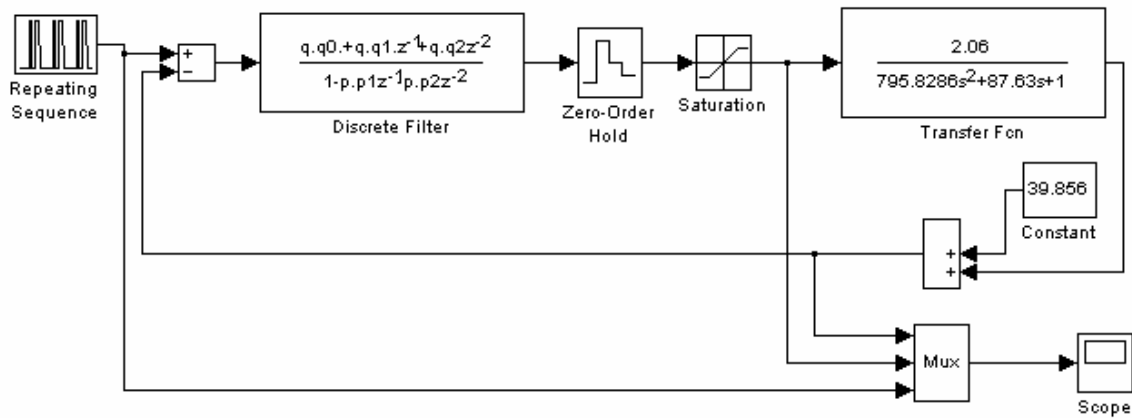 Repeating
Sequence
+
−
q.q0.+q.q1.z-1+q.q2z-2
1-p.p1z-1p.p2z-2
Discrete Filter
Zero-Order
Hold
Saturation
2.06
795.8286s2+87.63s+1
Transfer Fcn
39.856
Constant
+
+
Mux
Scope